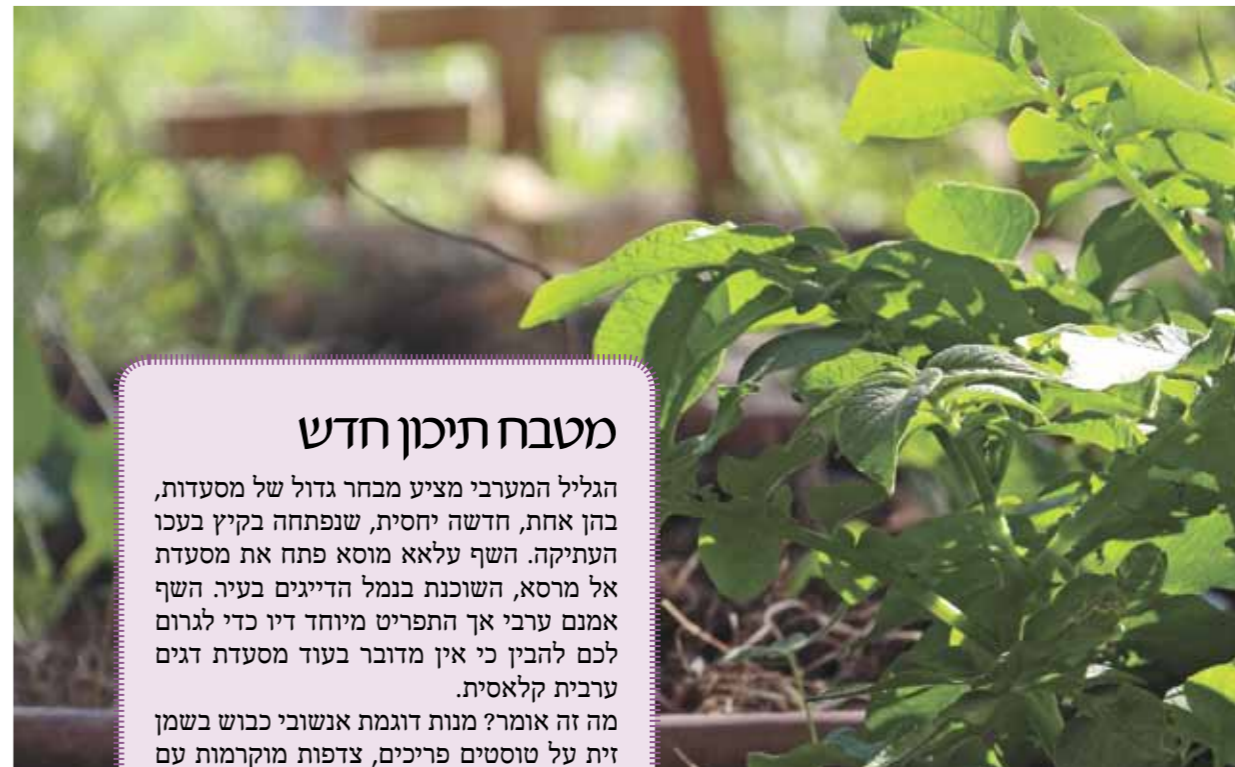 מטבח תיכון חדש
הגליל המערבי מציע מבחר גדול של מסעדות,
בהן אחת, חדשה יחסית, שנפתחה בקיץ בעכו
העתיקה. השף עלאא מוסא פתח את מסעדת
אל מרסא, השוכנת בנמל הדייגים בעיר. השף
אמנם ערבי אך התפריט מיוחד דיו כדי לגרום
לכם להבין כי אין מדובר בעוד מסעדת דגים
ערבית קלאסית.
מה זה אומר? מנות דוגמת אנשובי כבוש בשמן
זית על טוסטים פריכים, צדפות מוקרמות עם